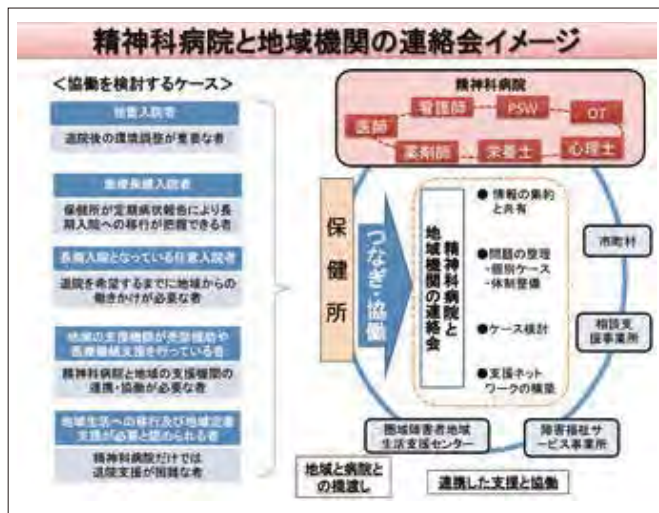 精神科病院と地域機関の連絡会イメージ
＜協働を検討するケース＞
措置入院者
退院後の環境調整が重要な者
医療保護入院者
保健所が定期病状報告により長
期入院への移行が把握できる者
長期入院となっている任意入院者
退院を希望するまでに地域からの
働きかけが必要な者
地域の支援機関が受診援助や
医療継続支援を行っている者
精神科病院と地域の支援機関の
連携・協働が必要な者
地域生活への移行及び地域定着
支援が必要と認められる者
精神科病院だけでは
退院支援が困難な者
保健所
つなぎ・協働
精神科病院
医師
看護師
PSW
OT
薬剤師
栄養士
心理士
精神科病院と
地域機関の連絡会
● 情報の集約
と共有
●問題の整理
・個別ケース
・体制整備
●ケース検討
●支援ネット
ワークの構築
市町村
相談支
援事業所
障害福祉サ
ービス事業所
圏域障害者地域
生活支援センター
地域と病院と
の橋渡し
連携した支援と協働